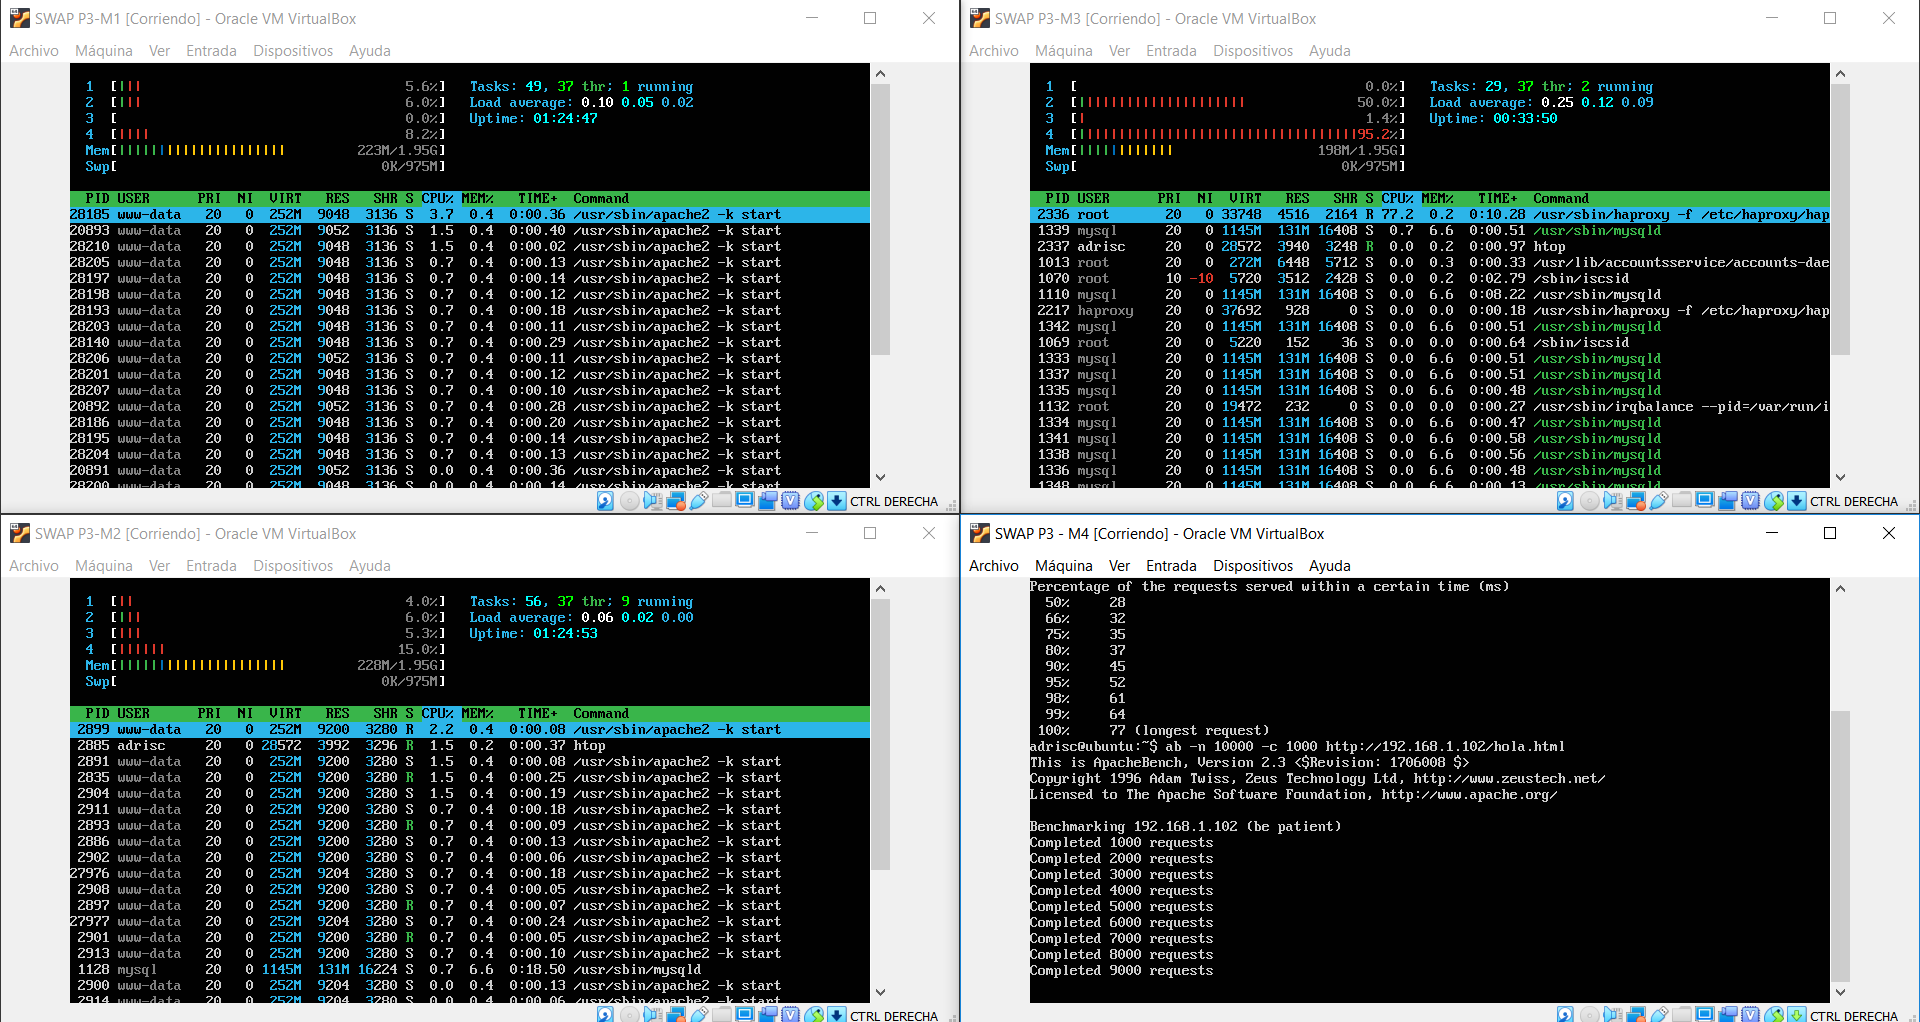 SWAP P3-M1 [Corriendo] - Oracle VM VirtualBox
Archivo Máquina Ver Entrada Dispositivos Ayuda
1 [||| 5.6%] Tasks: 49, 37 thr; 1 running
2 [||| 6.0%] Load average: 0.10 0.05 0.02
3 [ 0.0%] Uptime: 01:24:47
4 [|||| 8.2%]
Mem[||||||||||||||||||||| 223M/1.95G]
Swp[ 0K/975M]
PID USER PRI NI VIRT RES SHR S CPU% MEM% TIME+ Command
28185 www-data 20 0 252M 9048 3136 S 3.7 0.4 0:00.36 /usr/sbin/apache2 -k start
20893 www-data 20 0 252M 9052 3136 S 1.5 0.4 0:00.40 /usr/sbin/apache2 -k start
28210 www-data 20 0 252M 9048 3136 S 1.5 0.4 0:00.02 /usr/sbin/apache2 -k start
28205 www-data 20 0 252M 9048 3136 S 0.7 0.4 0:00.13 /usr/sbin/apache2 -k start
28197 www-data 20 0 252M 9048 3136 S 0.7 0.4 0:00.14 /usr/sbin/apache2 -k start
28198 www-data 20 0 252M 9048 3136 S 0.7 0.4 0:00.12 /usr/sbin/apache2 -k start
28193 www-data 20 0 252M 9048 3136 S 0.7 0.4 0:00.18 /usr/sbin/apache2 -k start
28203 www-data 20 0 252M 9048 3136 S 0.7 0.4 0:00.11 /usr/sbin/apache2 -k start
28140 www-data 20 0 252M 9048 3136 S 0.7 0.4 0:00.29 /usr/sbin/apache2 -k start
28206 www-data 20 0 252M 9052 3136 S 0.7 0.4 0:00.11 /usr/sbin/apache2 -k start
28201 www-data 20 0 252M 9048 3136 S 0.7 0.4 0:00.12 /usr/sbin/apache2 -k start
28207 www-data 20 0 252M 9048 3136 S 0.7 0.4 0:00.10 /usr/sbin/apache2 -k start
20892 www-data 20 0 252M 9052 3136 S 0.7 0.4 0:00.28 /usr/sbin/apache2 -k start
28186 www-data 20 0 252M 9048 3136 S 0.7 0.4 0:00.20 /usr/sbin/apache2 -k start
28195 www-data 20 0 252M 9048 3136 S 0.7 0.4 0:00.14 /usr/sbin/apache2 -k start
28204 www-data 20 0 252M 9048 3136 S 0.7 0.4 0:00.13 /usr/sbin/apache2 -k start
20891 www-data 20 0 252M 9052 3136 S 0.0 0.4 0:00.36 /usr/sbin/apache2 -k start
28200 www-data 20 0 252M 9048 3136 S 0.0 0.4 0:00.14 /usr/sbin/apache2 -k start
CTRL DERECHA
SWAP P3-M3 [Corriendo] - Oracle VM VirtualBox
Archivo Máquina Ver Entrada Dispositivos Ayuda
1 [ 0.0%] Tasks: 29, 37 thr; 2 running
2 [||||||||||||||||||||| 50.0%] Load average: 0.25 0.12 0.09
3 [| 1.4%] Uptime: 00:33:50
4 [|||||||||||||||||||||||||||||||||||95.2%]
Mem[|||||||||||| 198M/1.95G]
Swp[ 0K/975M]
PID USER PRI NI VIRT RES SHR S CPU% MEM% TIME+ Command
2336 root 20 0 33748 4516 2164 R 77.2 0.2 0:10.28 /usr/sbin/haproxy -f /etc/haproxy/hap
1339 mysql 20 0 1145M 131M 16408 S 0.7 6.6 0:00.51 /usr/sbin/mysqld
2337 adrisc 20 0 28572 3940 3248 R 0.0 0.2 0:00.97 htop
1013 root 20 0 272M 6448 5712 S 0.0 0.3 0:00.33 /usr/lib/accountsservice/accounts-dae
1070 root 10 -10 5720 3512 2428 S 0.0 0.2 0:02.79 /sbin/iscsid
1110 mysql 20 0 1145M 131M 16408 S 0.0 6.6 0:08.22 /usr/sbin/mysqld
2217 haproxy 20 0 37692 928 0 S 0.0 0.0 0:00.18 /usr/sbin/haproxy -f /etc/haproxy/hap
1342 mysql 20 0 1145M 131M 16408 S 0.0 6.6 0:00.51 /usr/sbin/mysqld
1069 root 20 0 5220 152 36 S 0.0 0.0 0:00.64 /sbin/iscsid
1333 mysql 20 0 1145M 131M 16408 S 0.0 6.6 0:00.51 /usr/sbin/mysqld
1337 mysql 20 0 1145M 131M 16408 S 0.0 6.6 0:00.51 /usr/sbin/mysqld
1335 mysql 20 0 1145M 131M 16408 S 0.0 6.6 0:00.48 /usr/sbin/mysqld
1132 root 20 0 19472 232 0 S 0.0 0.0 0:00.27 /usr/sbin/irqbalance --pid=/var/run/i
1334 mysql 20 0 1145M 131M 16408 S 0.0 6.6 0:00.47 /usr/sbin/mysqld
1341 mysql 20 0 1145M 131M 16408 S 0.0 6.6 0:00.58 /usr/sbin/mysqld
1338 mysql 20 0 1145M 131M 16408 S 0.0 6.6 0:00.56 /usr/sbin/mysqld
1336 mysql 20 0 1145M 131M 16408 S 0.0 6.6 0:00.48 /usr/sbin/mysqld
1348 mysql 20 0 1145M 131M 16408 S 0.0 6.6 0:00.13 /usr/sbin/mysqld
CTRL DERECHA
SWAP P3-M2 [Corriendo] - Oracle VM VirtualBox
Archivo Máquina Ver Entrada Dispositivos Ayuda
1 [|| 4.0%] Tasks: 56, 37 thr; 9 running
2 [||| 6.0%] Load average: 0.06 0.02 0.00
3 [||| 5.3%] Uptime: 01:24:53
4 [|||||| 15.0%]
Mem[||||||||||||||||||||| 228M/1.95G]
Swp[ 0K/975M]
PID USER PRI NI VIRT RES SHR S CPU% MEM% TIME+ Command
2899 www-data 20 0 252M 9200 3280 R 2.2 0.4 0:00.08 /usr/sbin/apache2 -k start
2885 adrisc 20 0 28572 3992 3296 R 1.5 0.2 0:00.37 htop
2891 www-data 20 0 252M 9200 3280 S 1.5 0.4 0:00.08 /usr/sbin/apache2 -k start
2835 www-data 20 0 252M 9200 3280 R 1.5 0.4 0:00.25 /usr/sbin/apache2 -k start
2904 www-data 20 0 252M 9200 3280 S 1.5 0.4 0:00.19 /usr/sbin/apache2 -k start
2911 www-data 20 0 252M 9200 3280 S 0.7 0.4 0:00.18 /usr/sbin/apache2 -k start
2893 www-data 20 0 252M 9200 3280 R 0.7 0.4 0:00.09 /usr/sbin/apache2 -k start
2886 www-data 20 0 252M 9200 3280 S 0.7 0.4 0:00.13 /usr/sbin/apache2 -k start
2902 www-data 20 0 252M 9200 3280 S 0.7 0.4 0:00.06 /usr/sbin/apache2 -k start
27976 www-data 20 0 252M 9204 3280 S 0.7 0.4 0:00.18 /usr/sbin/apache2 -k start
2908 www-data 20 0 252M 9200 3280 S 0.7 0.4 0:00.05 /usr/sbin/apache2 -k start
2897 www-data 20 0 252M 9200 3280 R 0.7 0.4 0:00.07 /usr/sbin/apache2 -k start
27977 www-data 20 0 252M 9204 3280 S 0.7 0.4 0:00.24 /usr/sbin/apache2 -k start
2901 www-data 20 0 252M 9200 3280 R 0.7 0.4 0:00.05 /usr/sbin/apache2 -k start
2913 www-data 20 0 252M 9200 3280 S 0.7 0.4 0:00.10 /usr/sbin/apache2 -k start
1128 mysql 20 0 1145M 131M 16224 S 0.7 6.6 0:18.50 /usr/sbin/mysqld
2900 www-data 20 0 252M 9204 3280 S 0.0 0.4 0:00.13 /usr/sbin/apache2 -k start
2914 www-data 20 0 252M 9204 3280 S 0.0 0.4 0:00.06 /usr/sbin/apache2 -k start
CTRL DERECHA
SWAP P3 - M4 [Corriendo] - Oracle VM VirtualBox
Archivo Máquina Ver Entrada Dispositivos Ayuda
Percentage of the requests served within a certain time (ms)
50% 28
66% 32
75% 35
80% 37
90% 45
95% 52
98% 61
99% 64
100% 77 (longest request)
adrisc@ubuntu:~$ ab -n 10000 -c 1000 http://192.168.1.102/hola.html
This is ApacheBench, Version 2.3 <$Revision: 1706008 $>
Copyright 1996 Adam Twiss, Zeus Technology Ltd, http://www.zeustech.net/
Licensed to The Apache Software Foundation, http://www.apache.org/
Benchmarking 192.168.1.102 (be patient)
Completed 1000 requests
Completed 2000 requests
Completed 3000 requests
Completed 4000 requests
Completed 5000 requests
Completed 6000 requests
Completed 7000 requests
Completed 8000 requests
Completed 9000 requests
CTRL DERECHA